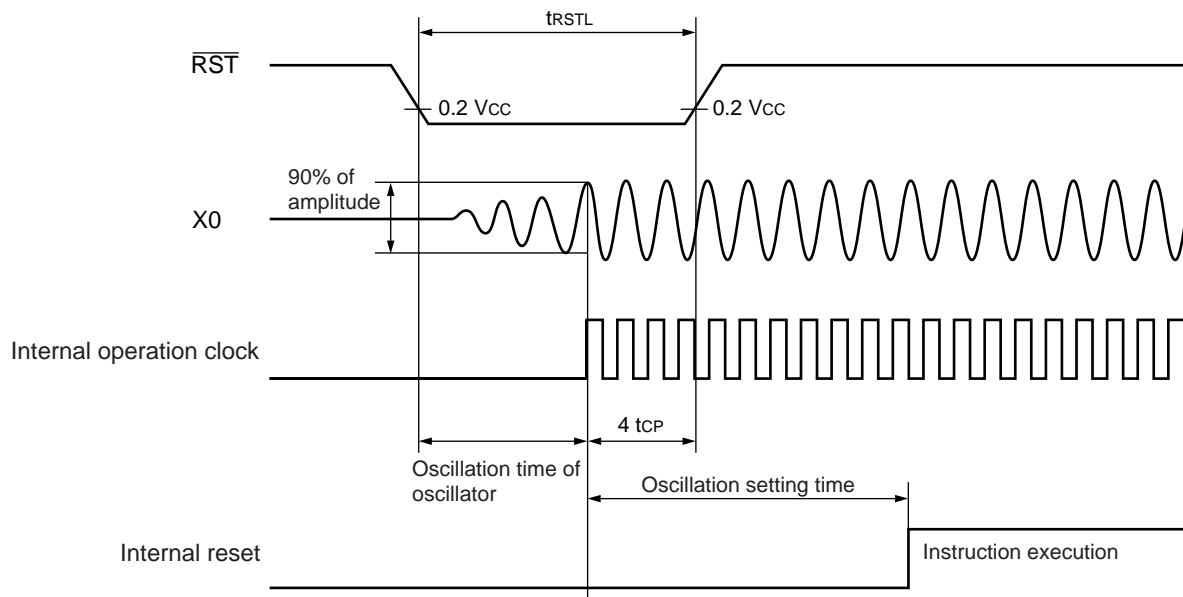 tRSTL
RST
0.2 VCC
0.2 VCC
90% of
amplitude
X0
Internal operation clock
4 tCP
Oscillation time of
oscillator
Oscillation setting time
Internal reset
Instruction execution